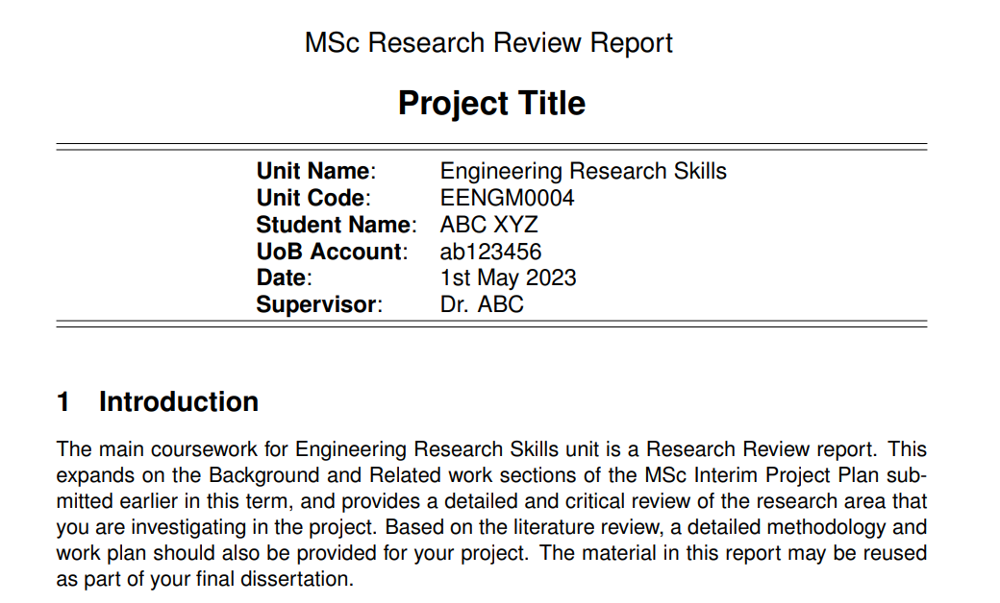 MSc Research Review Report
Project Title
Unit Name: Engineering Research Skills
Unit Code: EENGM0004
Student Name: ABC XYZ
UoB Account: ab123456
Date: 1st May 2023
Supervisor: Dr. ABC
1 Introduction
The main coursework for Engineering Research Skills unit is a Research Review report. This
expands on the Background and Related work sections of the MSc Interim Project Plan sub-
mitted earlier in this term, and provides a detailed and critical review of the research area that
you are investigating in the project. Based on the literature review, a detailed methodology and
work plan should also be provided for your project. The material in this report may be reused
as part of your final dissertation.